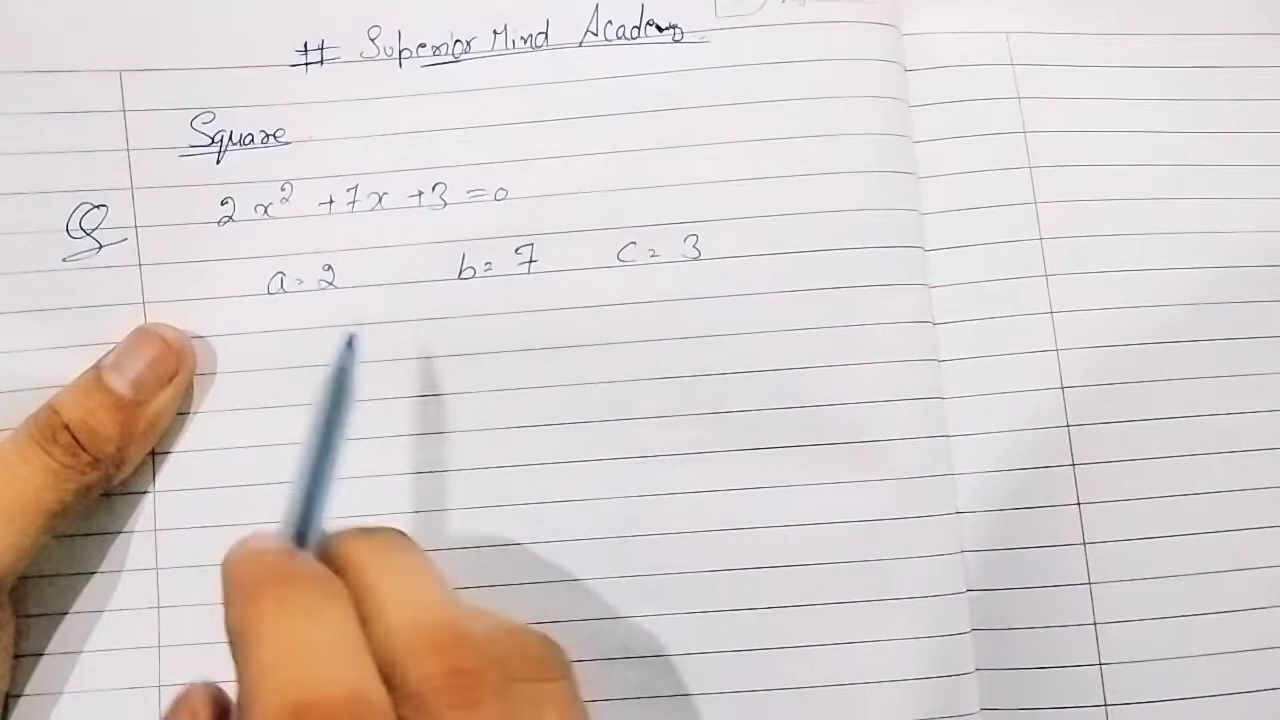 # Superior Mind Academy
Square
Q 2x² + 7x + 3 = 0
a = 2 b = 7 c = 3